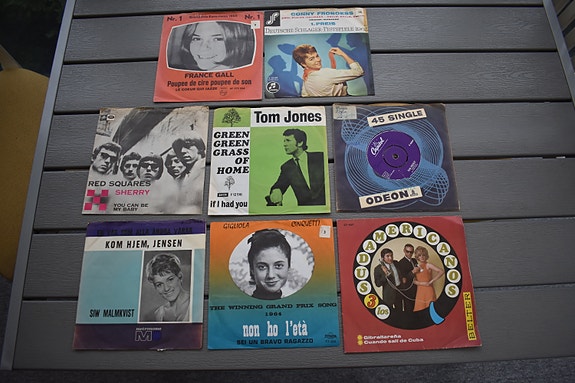 Nr. 1
Nr. 1
FRANCE GALL
Poupee de cire poupee de son
CONNY FROBOESS
1. PREIS
DEUTSCHE SCHLAGER-FESTSPIELE
RED SQUARES
SHERRY
YOU CAN BE
MY BABY
Tom Jones
GREEN
GREEN
GRASS
OF
HOME
if I had you
45 SINGLE
Capitol
ODEON
KOM HJEM, JENSEN
SIW MALMKVIST
GIGLIOLA CINQUETTI
THE WINNING GRAND PRIX SONG
1964
non ho l'età
SEI UN BRAVO RAGAZZO
LOS 3 SUDAMERICANOS
Gibraltareña
Cuando salí de Cuba
BELTER